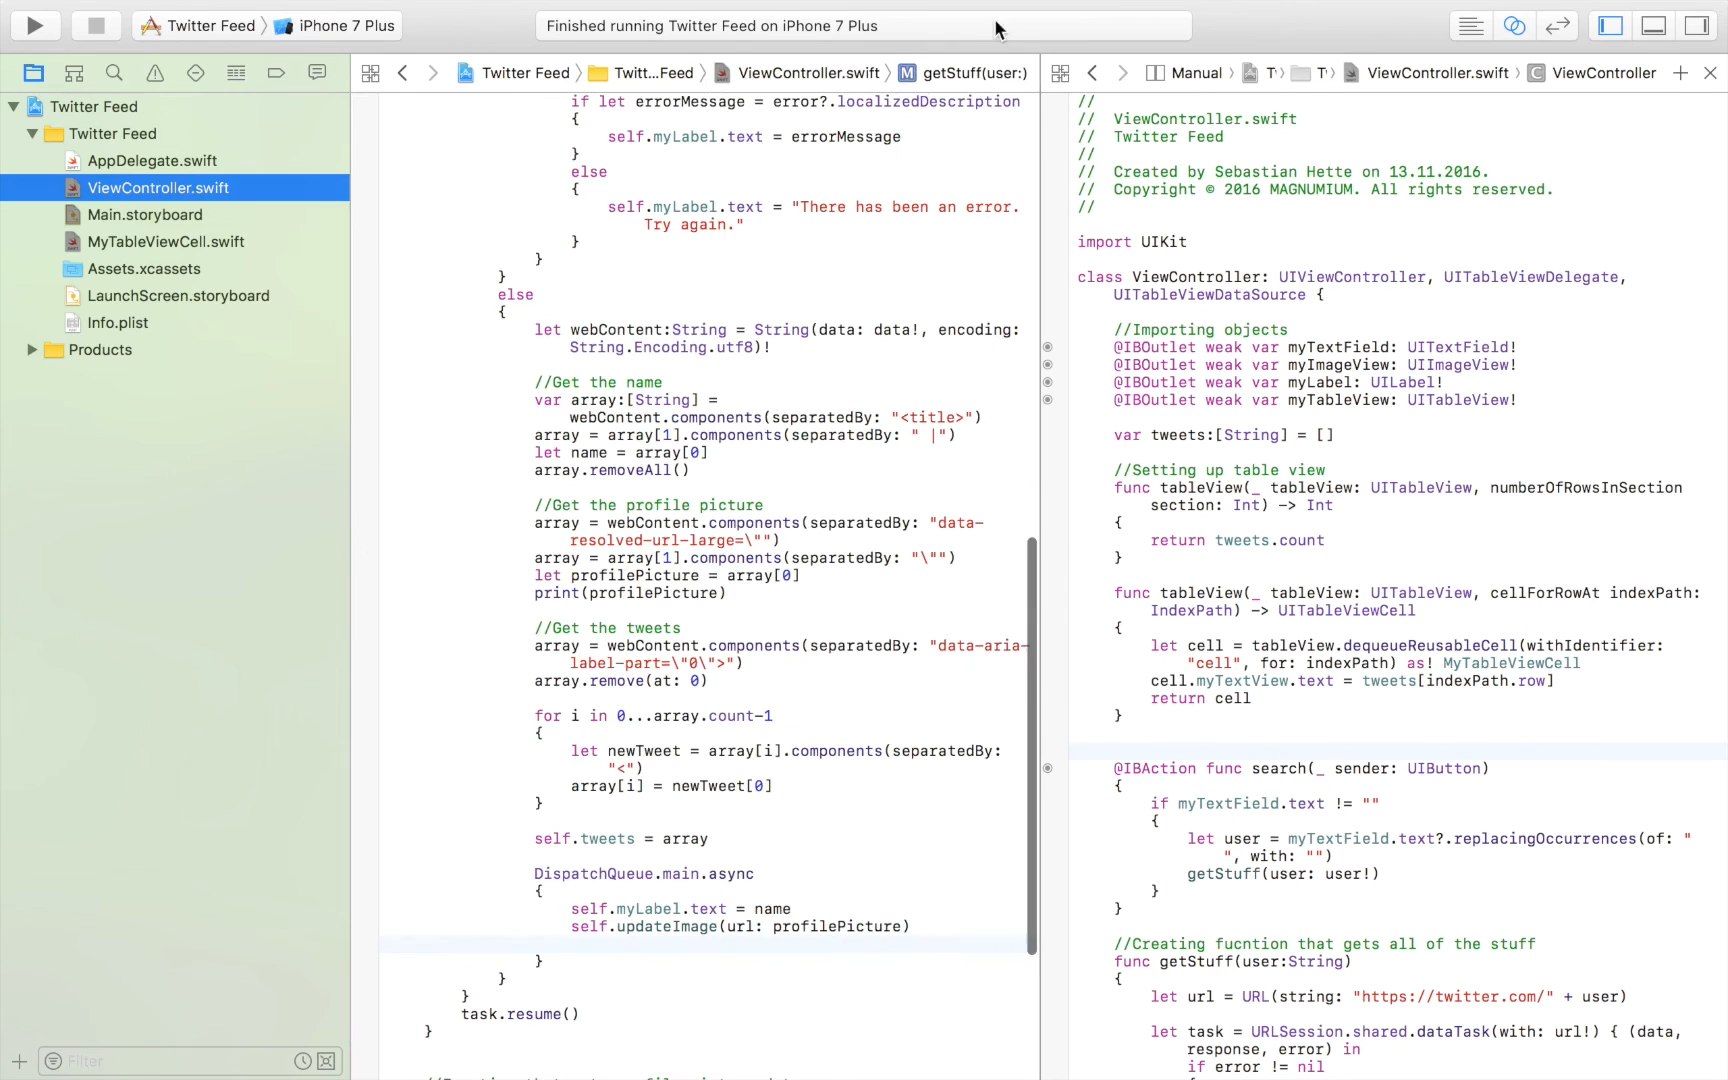 Twitter Feed
iPhone 7 Plus
Finished running Twitter Feed on iPhone 7 Plus
Twitter Feed
Twitt...Feed
ViewController.swift
M
getStuff(user:)
Manual
ViewController.swift
C
ViewController
Twitter Feed
Twitter Feed
AppDelegate.swift
ViewController.swift
Main.storyboard
MyTableViewCell.swift
Assets.xcassets
LaunchScreen.storyboard
Info.plist
Products
Filter
if let errorMessage = error?.localizedDescription
{
self.myLabel.text = errorMessage
}
else
{
self.myLabel.text = "There has been an error.
Try again."
}
}
}
else
{
let webContent:String = String(data: data!, encoding:
String.Encoding.utf8)!
//Get the name
var array:[String] =
webContent.components(separatedBy: "<title>")
array = array[1].components(separatedBy: " |")
let name = array[0]
array.removeAll()
//Get the profile picture
array = webContent.components(separatedBy: "data-
resolved-url-large=\"")
array = array[1].components(separatedBy: "\"")
let profilePicture = array[0]
print(profilePicture)
//Get the tweets
array = webContent.components(separatedBy: "data-aria-
label-part=\"0\">")
array.remove(at: 0)
for i in 0...array.count-1
{
let newTweet = array[i].components(separatedBy:
"<")
array[i] = newTweet[0]
}
self.tweets = array
DispatchQueue.main.async
{
self.myLabel.text = name
self.updateImage(url: profilePicture)
}
}
}
task.resume()
}
//
// ViewController.swift
// Twitter Feed
//
// Created by Sebastian Hette on 13.11.2016.
// Copyright © 2016 MAGNUMIUM. All rights reserved.
//
import UIKit
class ViewController: UIViewController, UITableViewDelegate,
UITableViewDataSource {
//Importing objects
@IBOutlet weak var myTextField: UITextField!
@IBOutlet weak var myImageView: UIImageView!
@IBOutlet weak var myLabel: UILabel!
@IBOutlet weak var myTableView: UITableView!
var tweets:[String] = []
//Setting up table view
func tableView(_ tableView: UITableView, numberOfRowsInSection
section: Int) -> Int
{
return tweets.count
}
func tableView(_ tableView: UITableView, cellForRowAt indexPath:
IndexPath) -> UITableViewCell
{
let cell = tableView.dequeueReusableCell(withIdentifier:
"cell", for: indexPath) as! MyTableViewCell
cell.myTextView.text = tweets[indexPath.row]
return cell
}
@IBAction func search(_ sender: UIButton)
{
if myTextField.text != ""
{
let user = myTextField.text?.replacingOccurrences(of: "
", with: "")
getStuff(user: user!)
}
}
//Creating fucntion that gets all of the stuff
func getStuff(user:String)
{
let url = URL(string: "https://twitter.com/" + user)
let task = URLSession.shared.dataTask(with: url!) { (data,
response, error) in
if error != nil